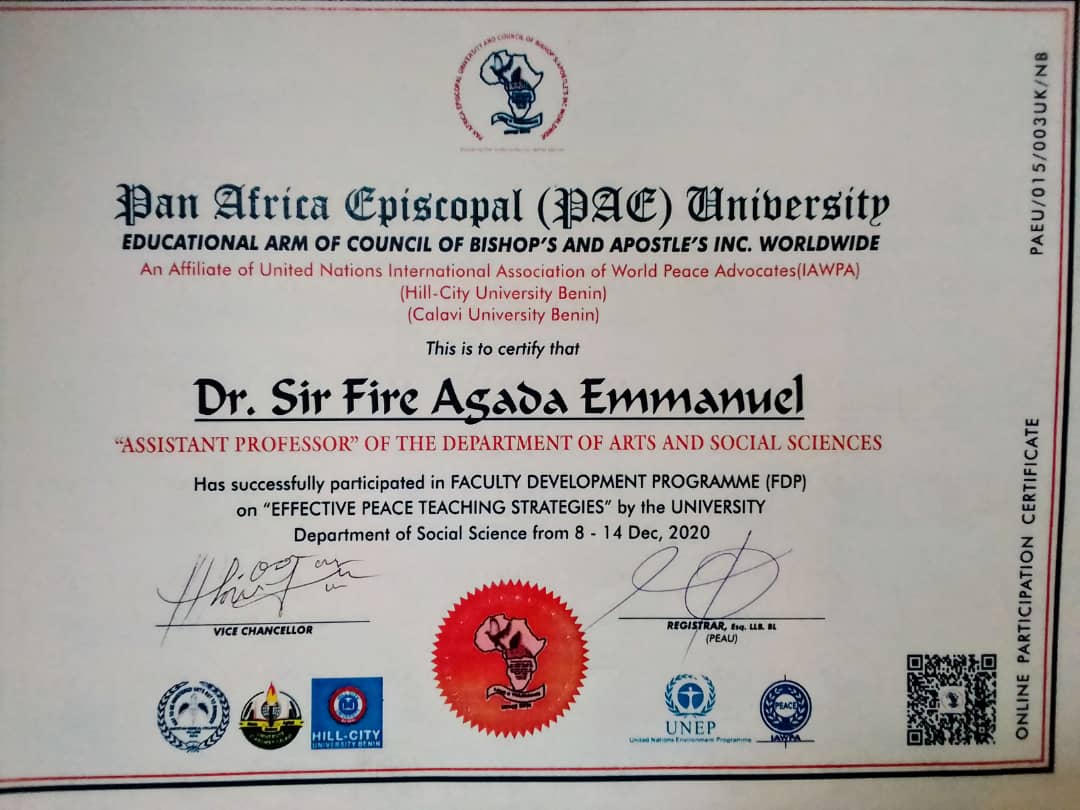 PAN AFRICA EPISCOPAL UNIVERSITY AND COUNCIL OF BISHOP'S APOSTLE'S INC WORLDWIDE
Pan Africa Episcopal (PAE) University
EDUCATIONAL ARM OF COUNCIL OF BISHOP'S AND APOSTLE'S INC. WORLDWIDE
An Affiliate of United Nations International Association of World Peace Advocates(IAWPA)
(Hill-City University Benin)
(Calavi University Benin)
This is to certify that
Dr. Sir Fire Agada Emmanuel
“ASSISTANT PROFESSOR” OF THE DEPARTMENT OF ARTS AND SOCIAL SCIENCES
Has successfully participated in FACULTY DEVELOPMENT PROGRAMME (FDP)
on “EFFECTIVE PEACE TEACHING STRATEGIES” by the UNIVERSITY
Department of Social Science from 8 - 14 Dec, 2020
VICE CHANCELLOR
REGISTRAR, Esq. LLB. BL
(PEAU)
HILL-CITY
UNIVERSITY BENIN
UNEP
United Nations Environment Programme
PEACE
IAWPA
PAEU/015/003UK/NB
ONLINE PARTICIPATION CERTIFICATE